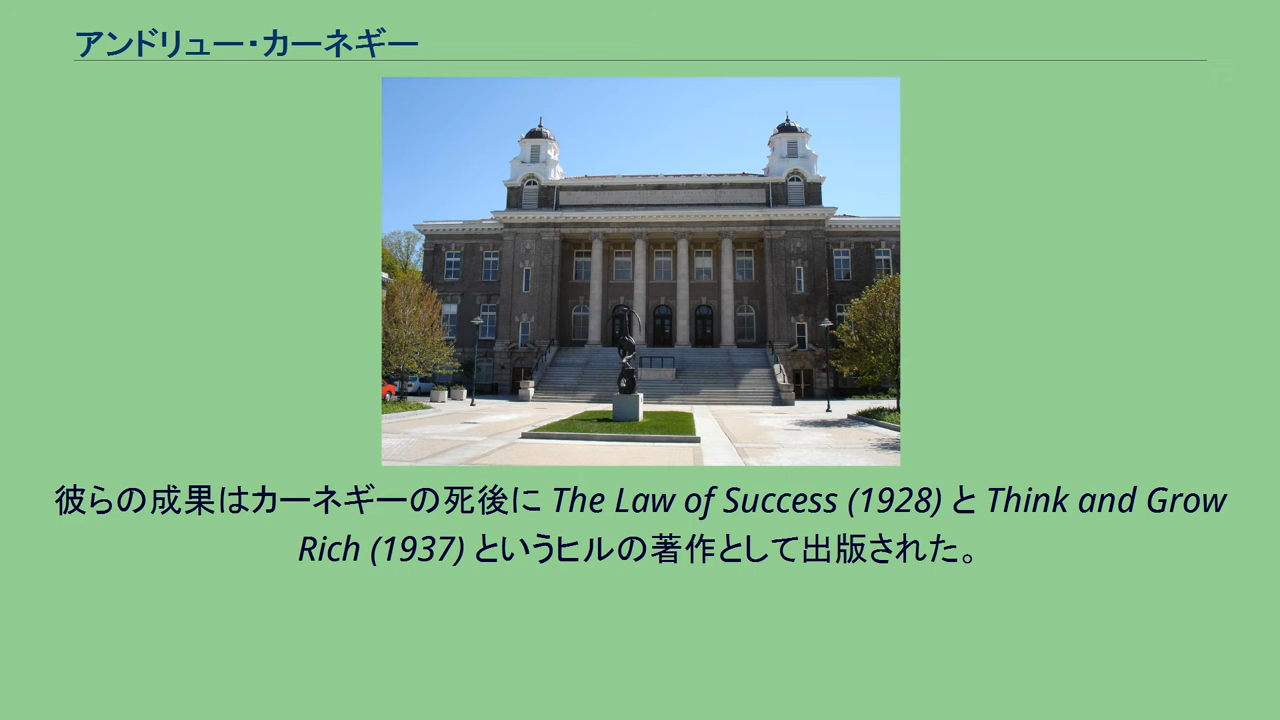 アンドリュー・カーネギー
彼らの成果はカーネギーの死後に The Law of Success (1928) と Think and Grow
Rich (1937) というヒルの著作として出版された。